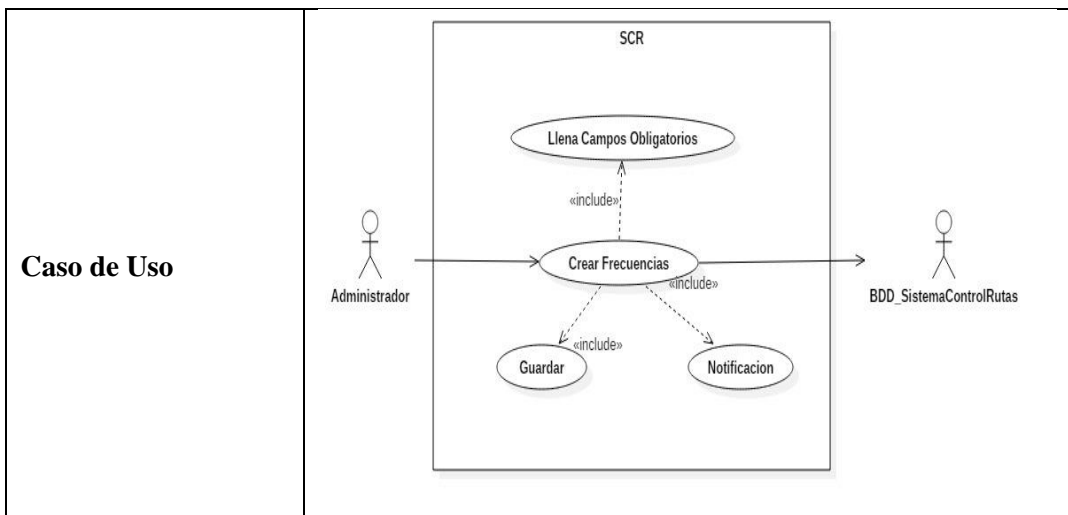 SCR
Llena Campos Obligatorios
«include»
Caso de Uso
Crear Frecuencias
«include»
Administrador
BDD_SistemaControlRutas
«include»
Guardar
Notificacion